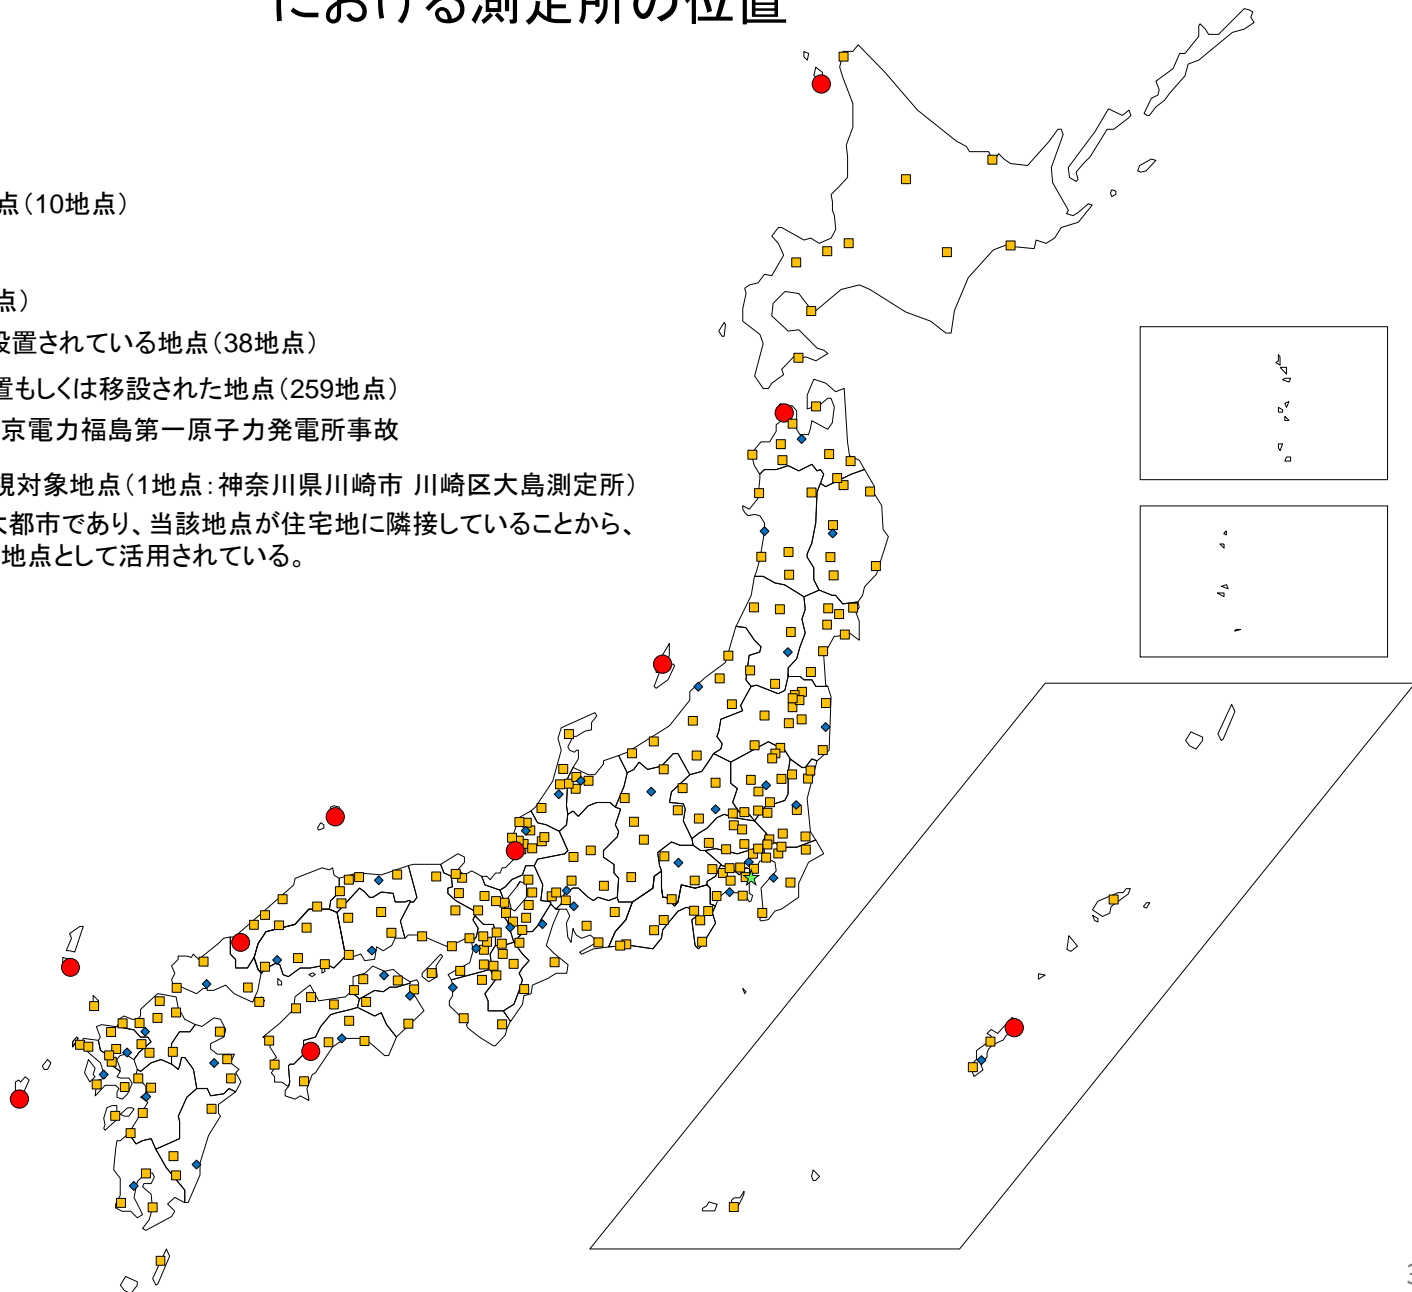 における測定所の位置
点（10地点）
点）
設置されている地点（38地点）
置もしくは移設された地点（259地点）
京電力福島第一原子力発電所事故
視対象地点（1地点：神奈川県川崎市 川崎区大島測定所）
大都市であり、当該地点が住宅地に隣接していることから、
地点として活用されている。
3